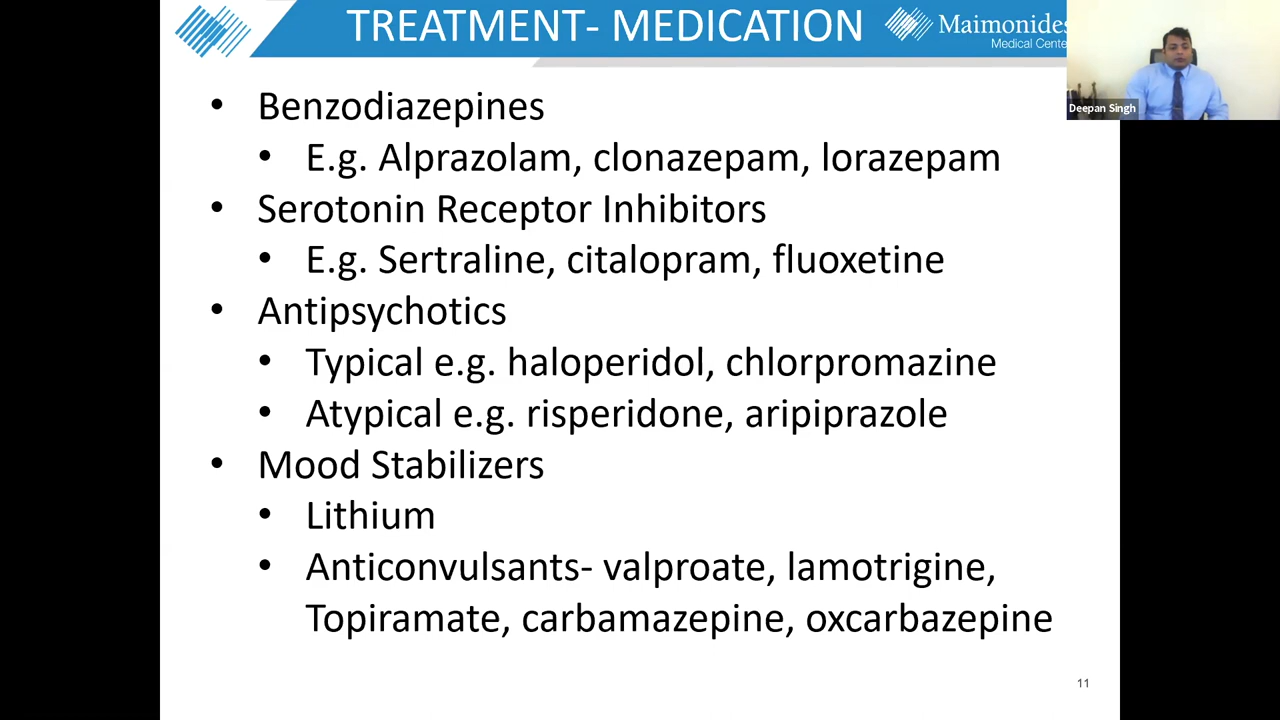 TREATMENT- MEDICATION
Maimonides
Medical Cente
Deepan Singh
• Benzodiazepines
• E.g. Alprazolam, clonazepam, lorazepam
• Serotonin Receptor Inhibitors
• E.g. Sertraline, citalopram, fluoxetine
• Antipsychotics
• Typical e.g. haloperidol, chlorpromazine
• Atypical e.g. risperidone, aripiprazole
• Mood Stabilizers
• Lithium
• Anticonvulsants- valproate, lamotrigine,
Topiramate, carbamazepine, oxcarbazepine
11